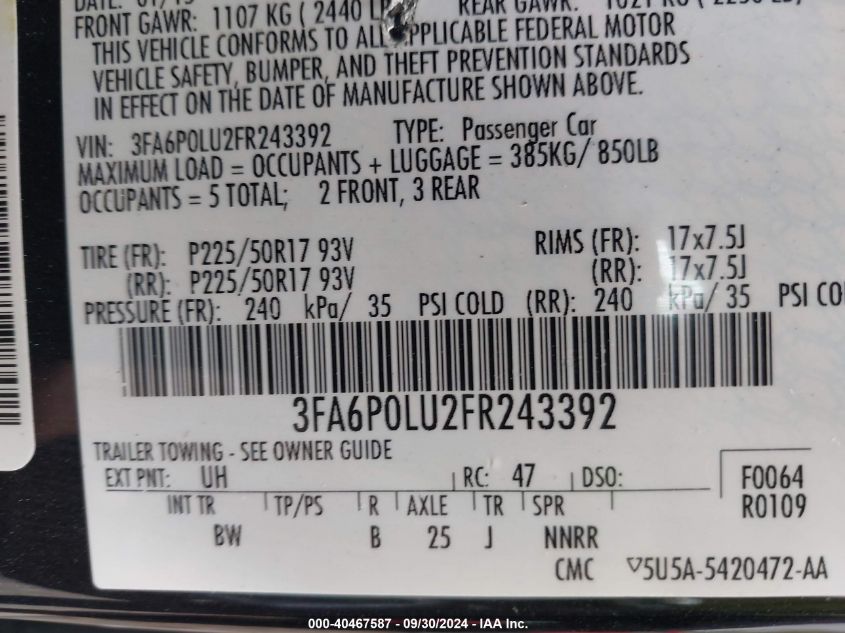 FRONT GAWR: 1107 KG ( 2440 REAR GAWR:
THIS VEHICLE CONFORMS TO ALL APPLICABLE FEDERAL MOTOR
VEHICLE SAFETY, BUMPER, AND THEFT PREVENTION STANDARDS
IN EFFECT ON THE DATE OF MANUFACTURE SHOWN ABOVE.
VIN: 3FA6P0LU2FR243392 TYPE: Passenger Car
MAXIMUM LOAD = OCCUPANTS + LUGGAGE = 385KG/ 850LB
OCCUPANTS = 5 TOTAL; 2 FRONT, 3 REAR
TIRE (FR): P225/50R17 93V RIMS (FR): 17x7.5J
(RR): P225/50R17 93V (RR): 17x7.5J
PRESSURE (FR): 240 kPa/ 35 PSI COLD (RR): 240 kPa/ 35 PSI CO
3FA6P0LU2FR243392
TRAILER TOWING - SEE OWNER GUIDE
EXT PNT: UH RC: 47 DSO: F0064
INT TR TP/PS R AXLE TR SPR R0109
BW B 25 J NNRR
CMC ▽5U5A-5420472-AA
000-40467587 - 09/30/2024 - IAA Inc.